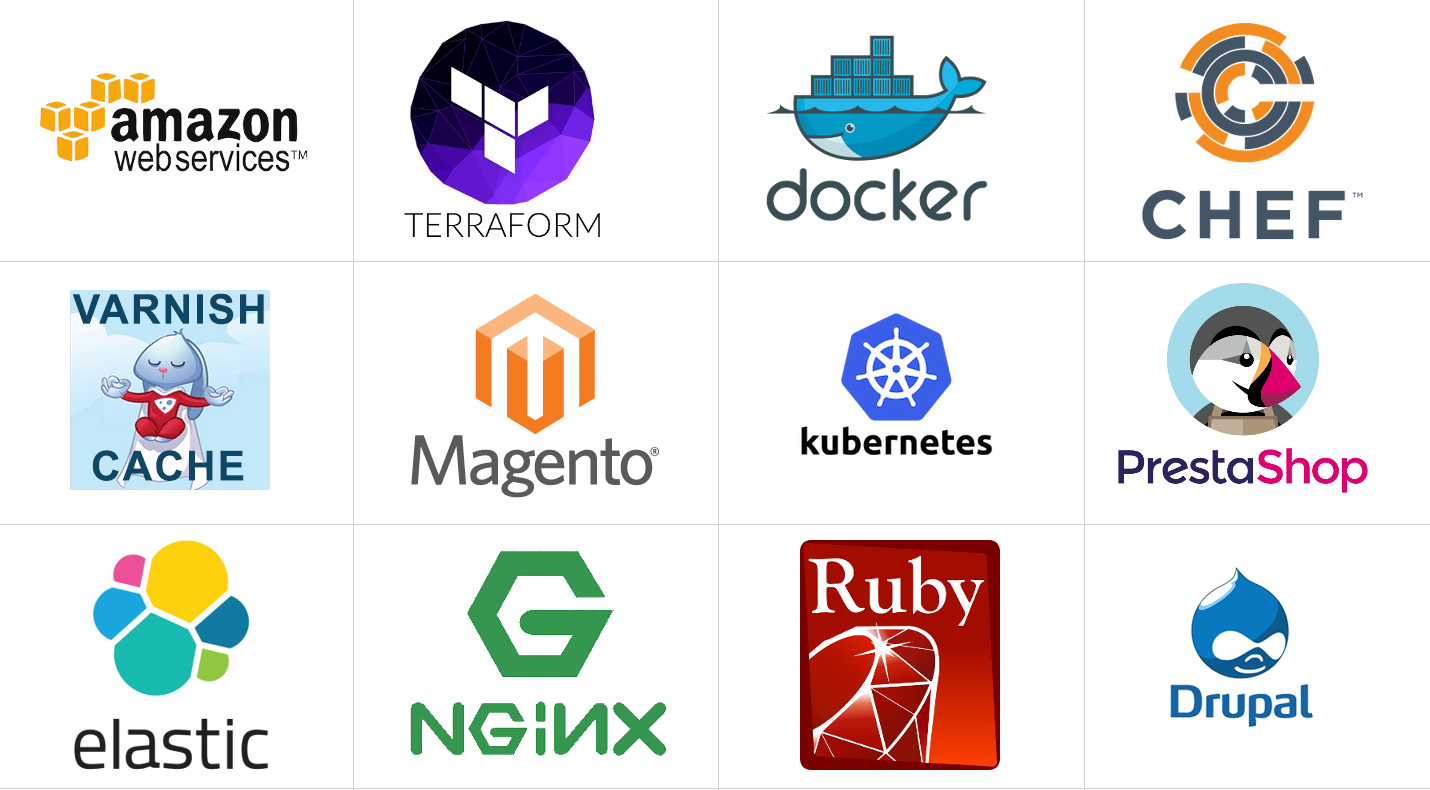 amazon
webservices™
TERRAFORM
docker
CHEF™
VARNISH
CACHE
Magento®
kubernetes
PrestaShop
elastic
NGiNX
Ruby
Drupal